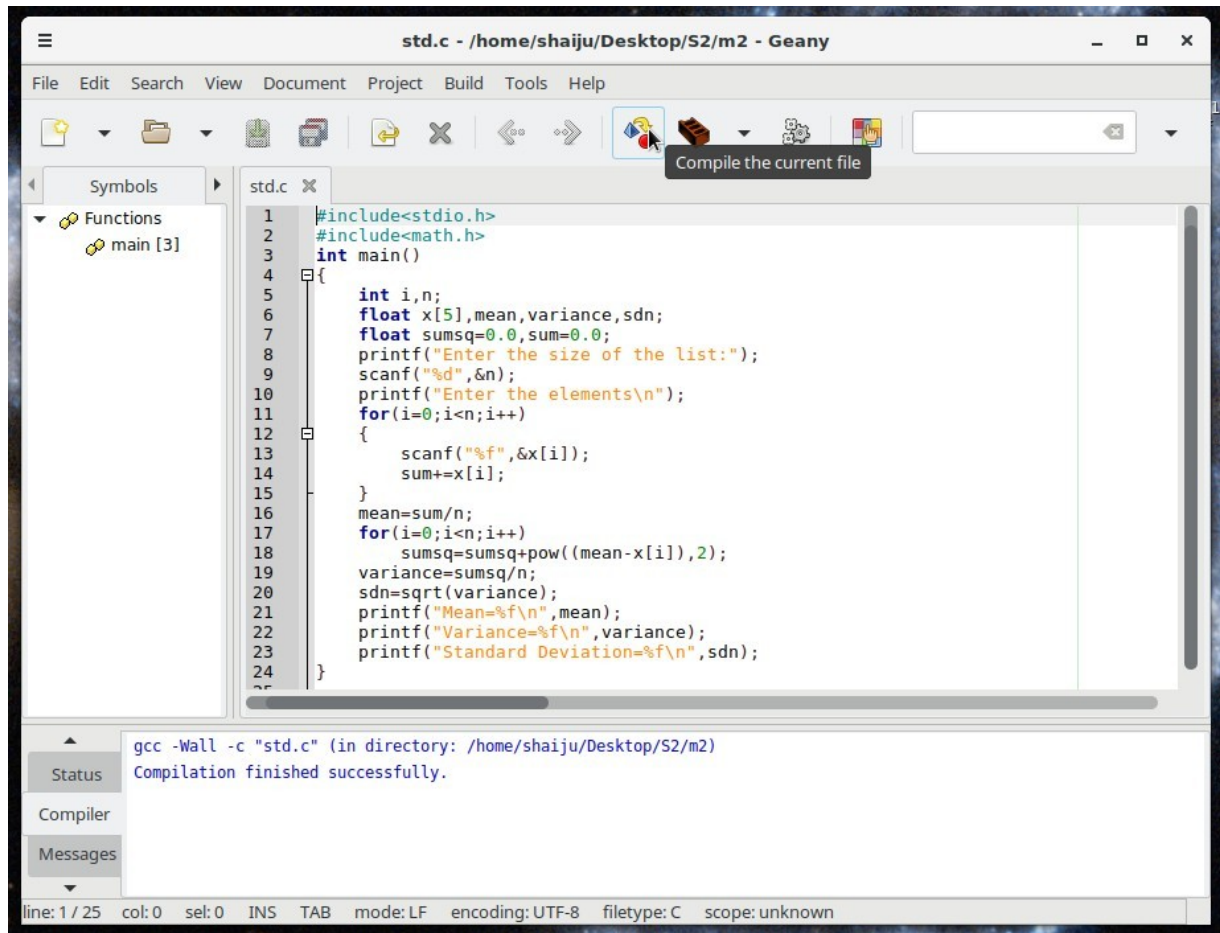 std.c - /home/shaiju/Desktop/S2/m2 - Geany
File Edit Search View Document Project Build Tools Help
Compile the current file
Symbols
std.c
Functions
main [3]
1 #include<stdio.h>
2 #include<math.h>
3 int main()
4 {
5 int i,n;
6 float x[5],mean,variance,sdn;
7 float sumsq=0.0,sum=0.0;
8 printf("Enter the size of the list:");
9 scanf("%d",&n);
10 printf("Enter the elements\n");
11 for(i=0;i<n;i++)
12 {
13 scanf("%f",&x[i]);
14 sum+=x[i];
15 }
16 mean=sum/n;
17 for(i=0;i<n;i++)
18 sumsq=sumsq+pow((mean-x[i]),2);
19 variance=sumsq/n;
20 sdn=sqrt(variance);
21 printf("Mean=%f\n",mean);
22 printf("Variance=%f\n",variance);
23 printf("Standard Deviation=%f\n",sdn);
24 }
25
Status
Compiler
Messages
gcc -Wall -c "std.c" (in directory: /home/shaiju/Desktop/S2/m2)
Compilation finished successfully.
line: 1 / 25 col: 0 sel: 0 INS TAB mode: LF encoding: UTF-8 filetype: C scope: unknown